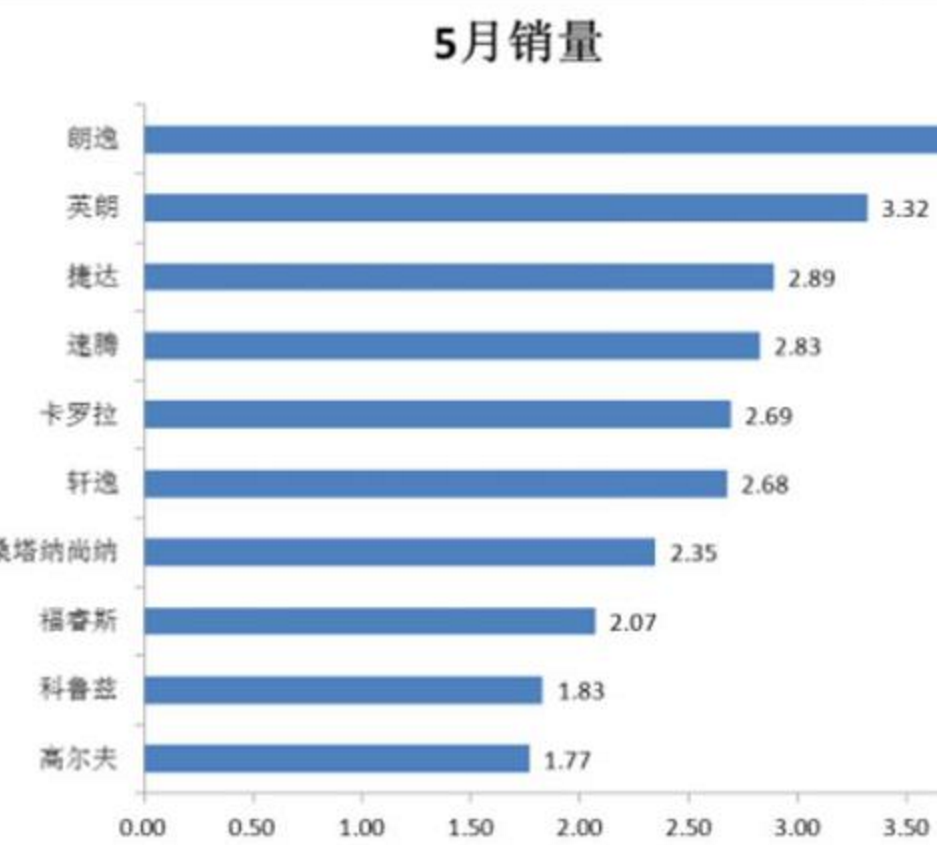 5月销量
朗逸
英朗 3.32
捷达 2.89
速腾 2.83
卡罗拉 2.69
轩逸 2.68
桑塔纳尚纳 2.35
福睿斯 2.07
科鲁兹 1.83
高尔夫 1.77
0.00 0.50 1.00 1.50 2.00 2.50 3.00 3.50